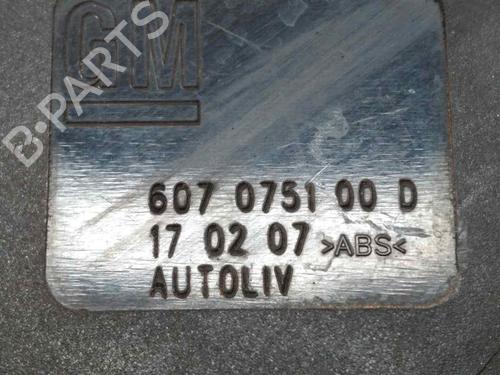 GM
B-PARTS
607 0751 00 D
17 02 07 >ABS<
AUTOLIV